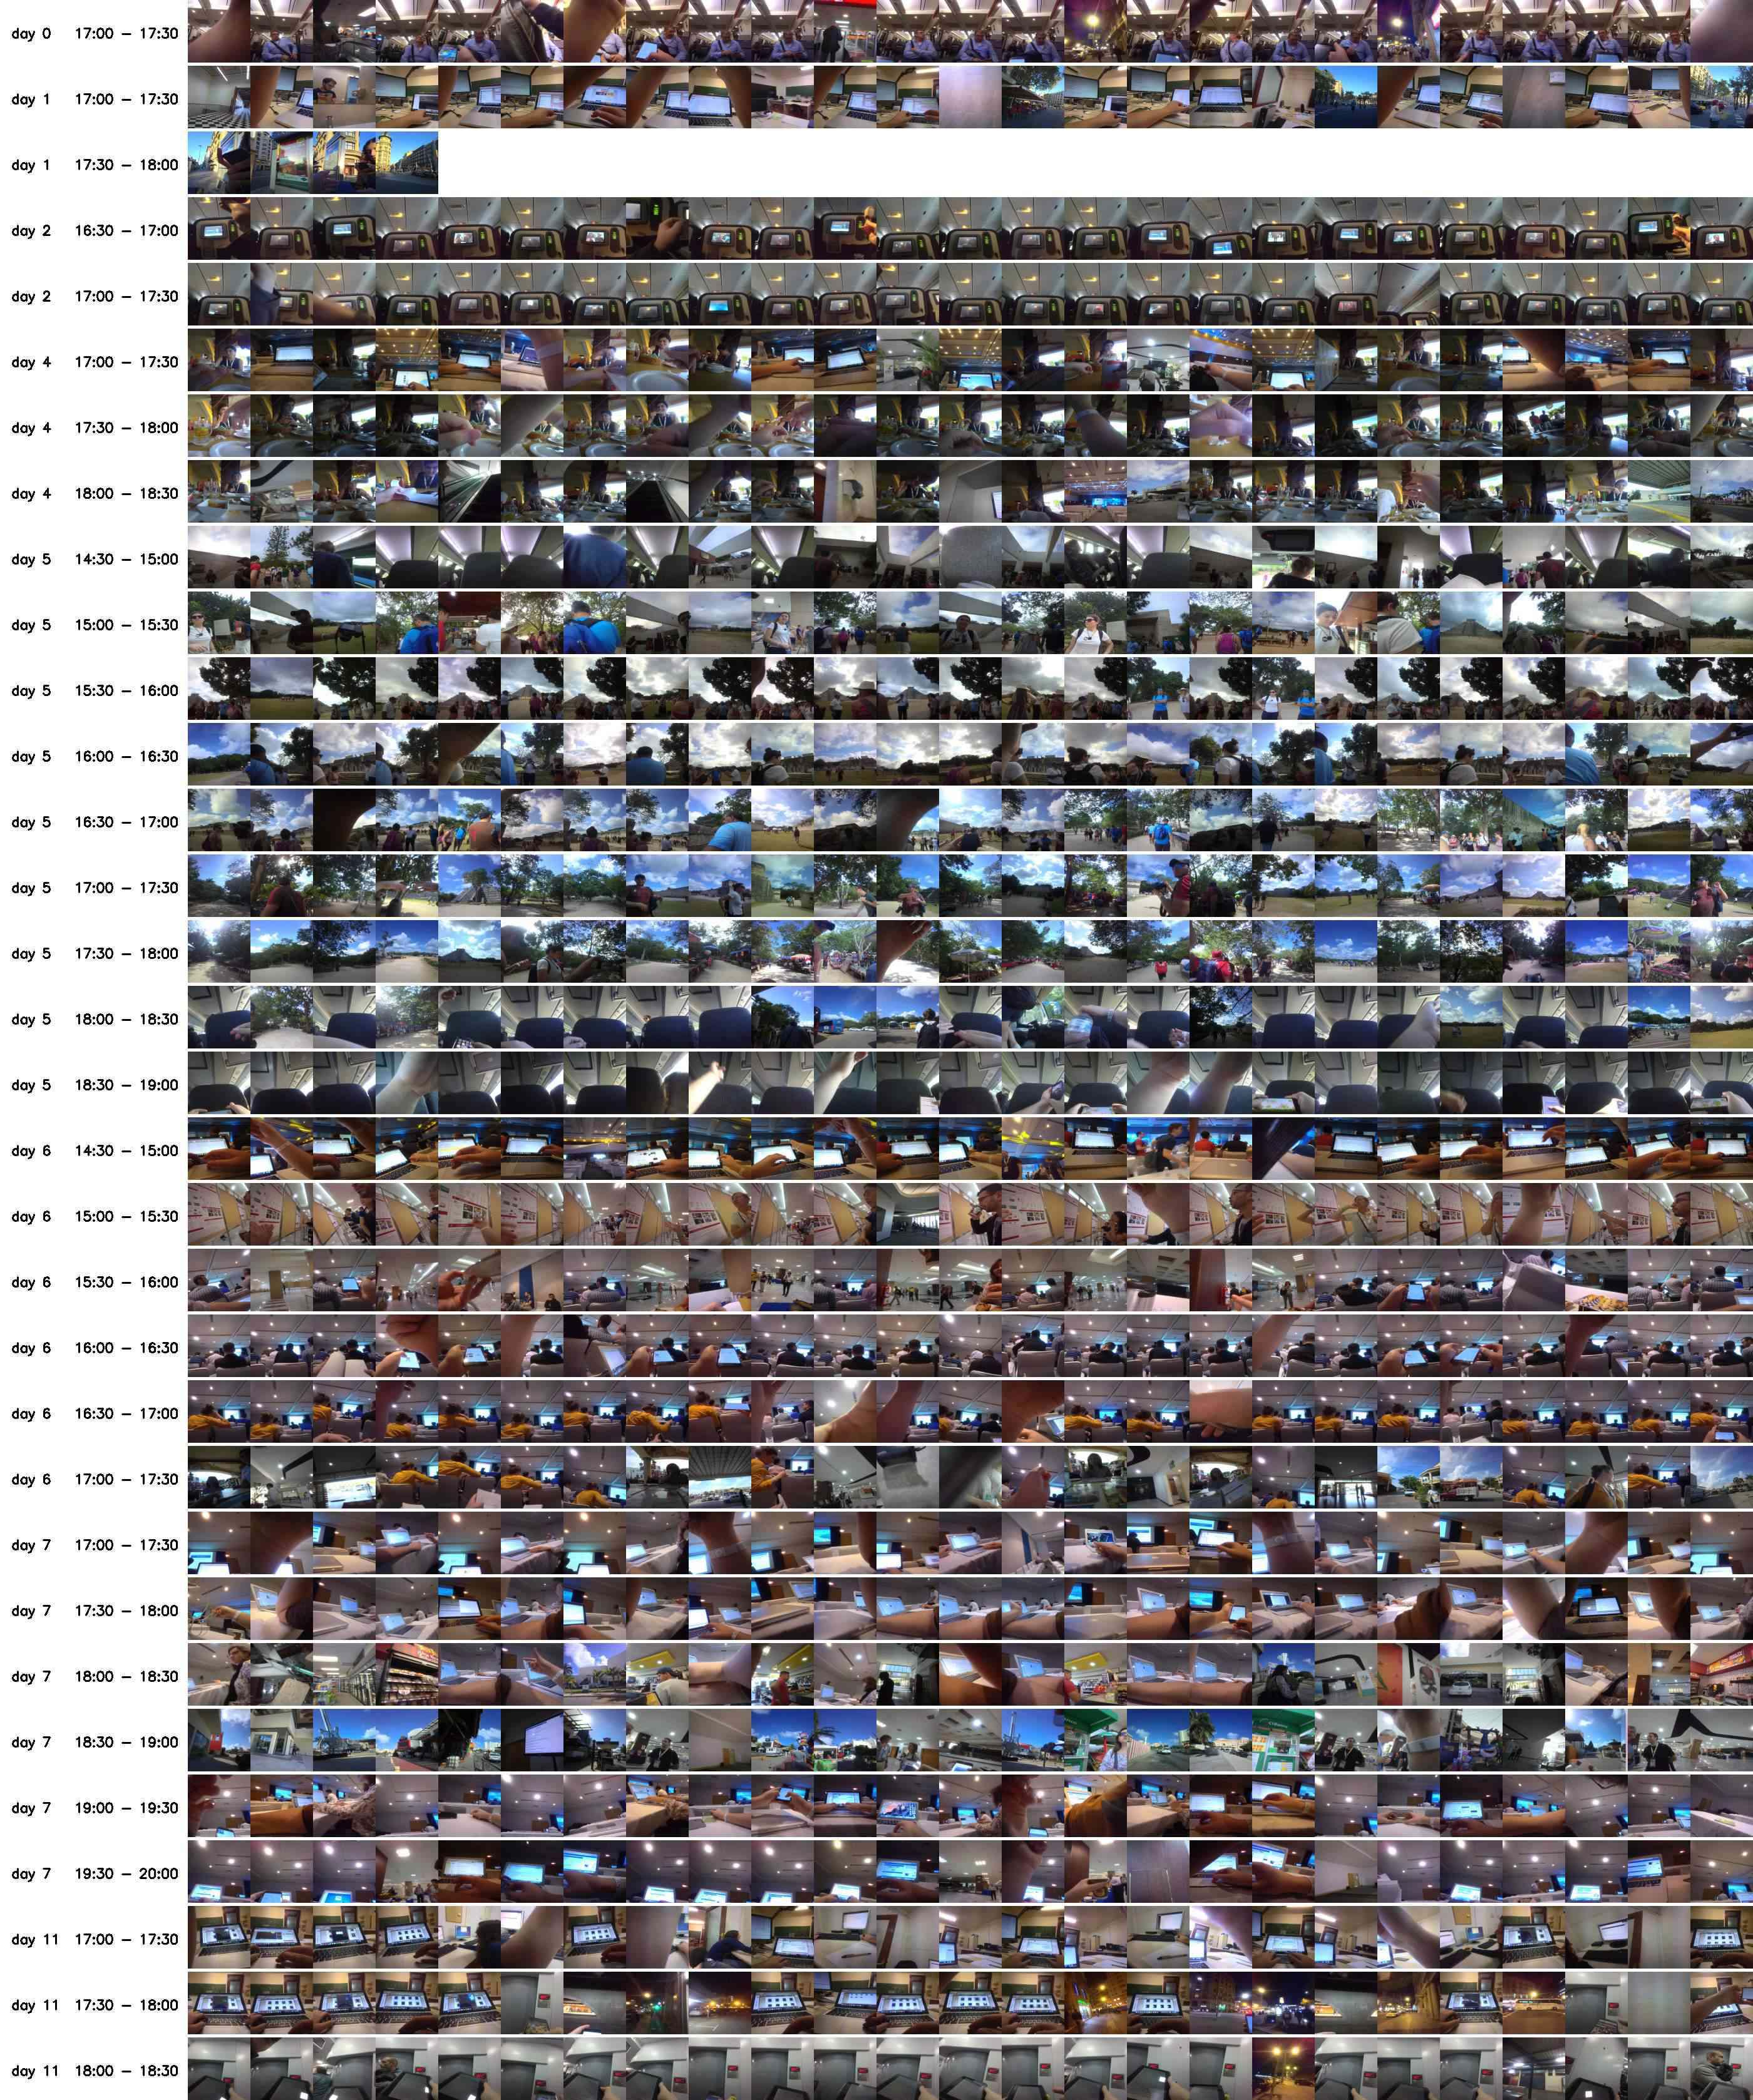 day 0 17:00 – 17:30
day 1 17:00 – 17:30
day 1 17:30 – 18:00
day 2 16:30 – 17:00
day 2 17:00 – 17:30
day 4 17:00 – 17:30
day 4 17:30 – 18:00
day 4 18:00 – 18:30
day 5 14:30 – 15:00
day 5 15:00 – 15:30
day 5 15:30 – 16:00
day 5 16:00 – 16:30
day 5 16:30 – 17:00
day 5 17:00 – 17:30
day 5 17:30 – 18:00
day 5 18:00 – 18:30
day 5 18:30 – 19:00
day 6 14:30 – 15:00
day 6 15:00 – 15:30
day 6 15:30 – 16:00
day 6 16:00 – 16:30
day 6 16:30 – 17:00
day 6 17:00 – 17:30
day 7 17:00 – 17:30
day 7 17:30 – 18:00
day 7 18:00 – 18:30
day 7 18:30 – 19:00
day 7 19:00 – 19:30
day 7 19:30 – 20:00
day 11 17:00 – 17:30
day 11 17:30 – 18:00
day 11 18:00 – 18:30